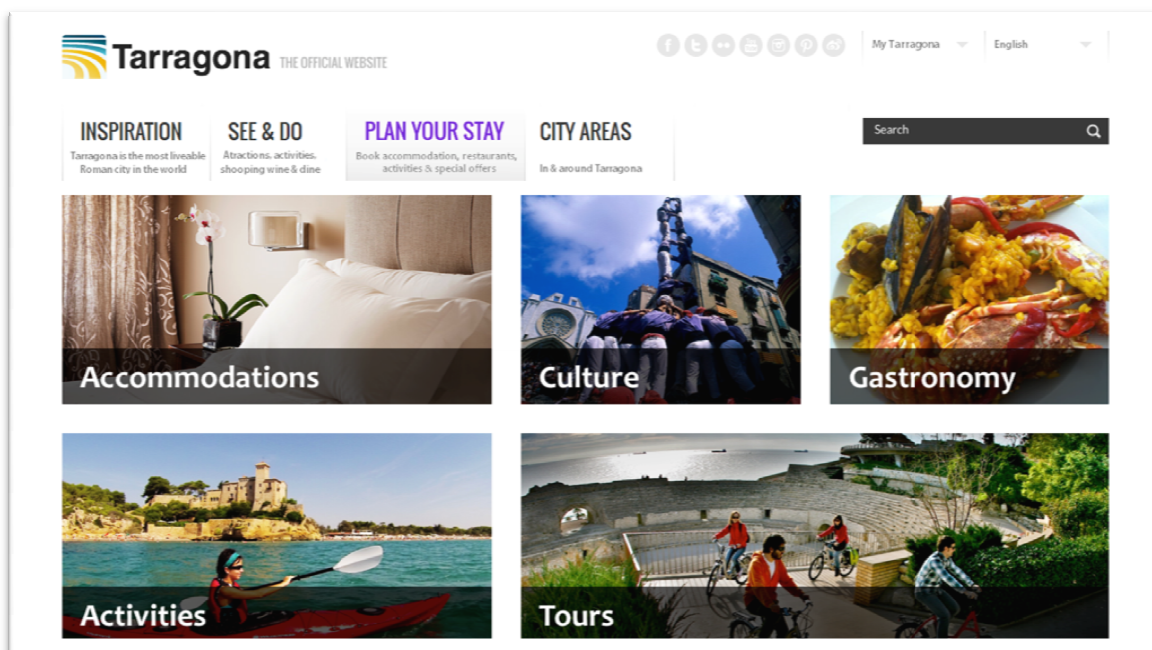 Tarragona THE OFFICIAL WEBSITE
My Tarragona
English
INSPIRATION
Tarragona is the most liveable
Roman city in the world
SEE & DO
Atractions, activities,
shooping wine & dine
PLAN YOUR STAY
Book accommodation, restaurants,
activities & special offers
CITY AREAS
In & around Tarragona
Search
Accommodations
Culture
Gastronomy
Activities
Tours